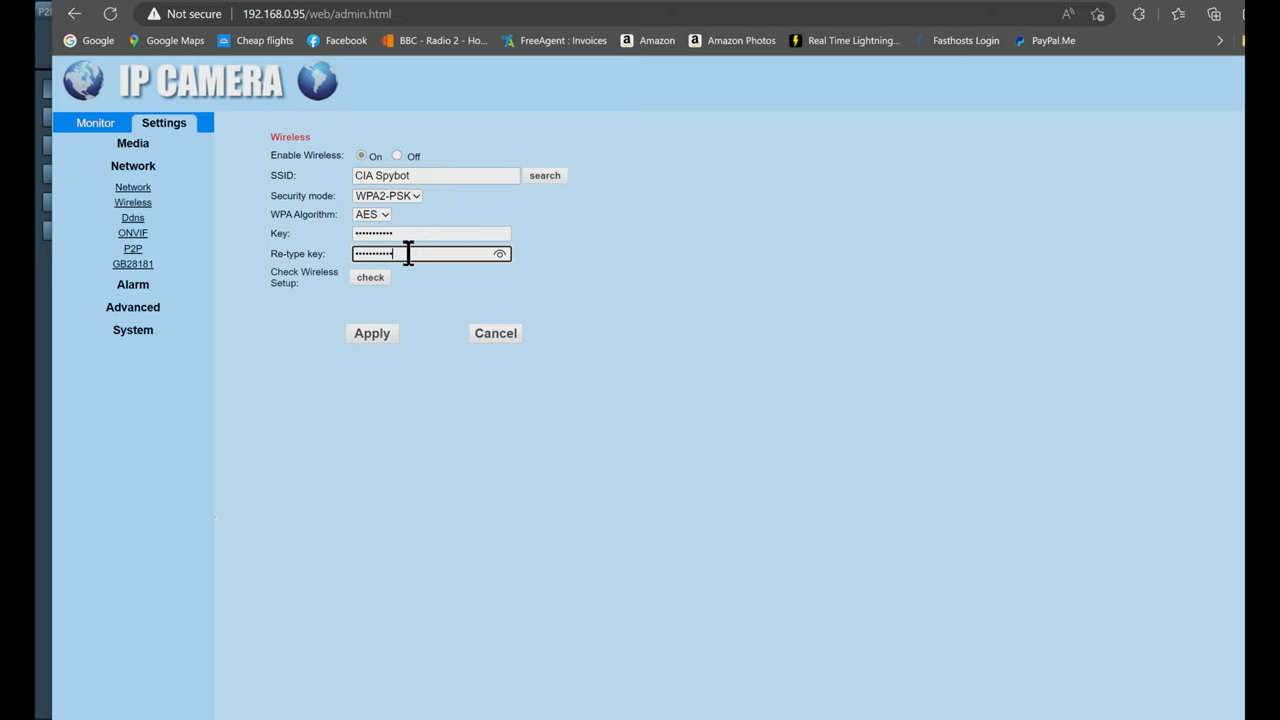 P2I
Not secure 192.168.0.95/web/admin.html
Google Google Maps Cheap flights Facebook BBC - Radio 2 - Ho... FreeAgent : Invoices Amazon Amazon Photos Real Time Lightning... Fasthosts Login PayPal.Me
IP CAMERA
Monitor Settings
Media
Network
Network
Wireless
Ddns
ONVIF
P2P
GB28181
Alarm
Advanced
System
Wireless
Enable Wireless: On Off
SSID: CIA Spybot search
Security mode: WPA2-PSK
WPA Algorithm: AES
Key: •••••••••••
Re-type key: •••••••••••
Check Wireless
Setup: check
Apply Cancel